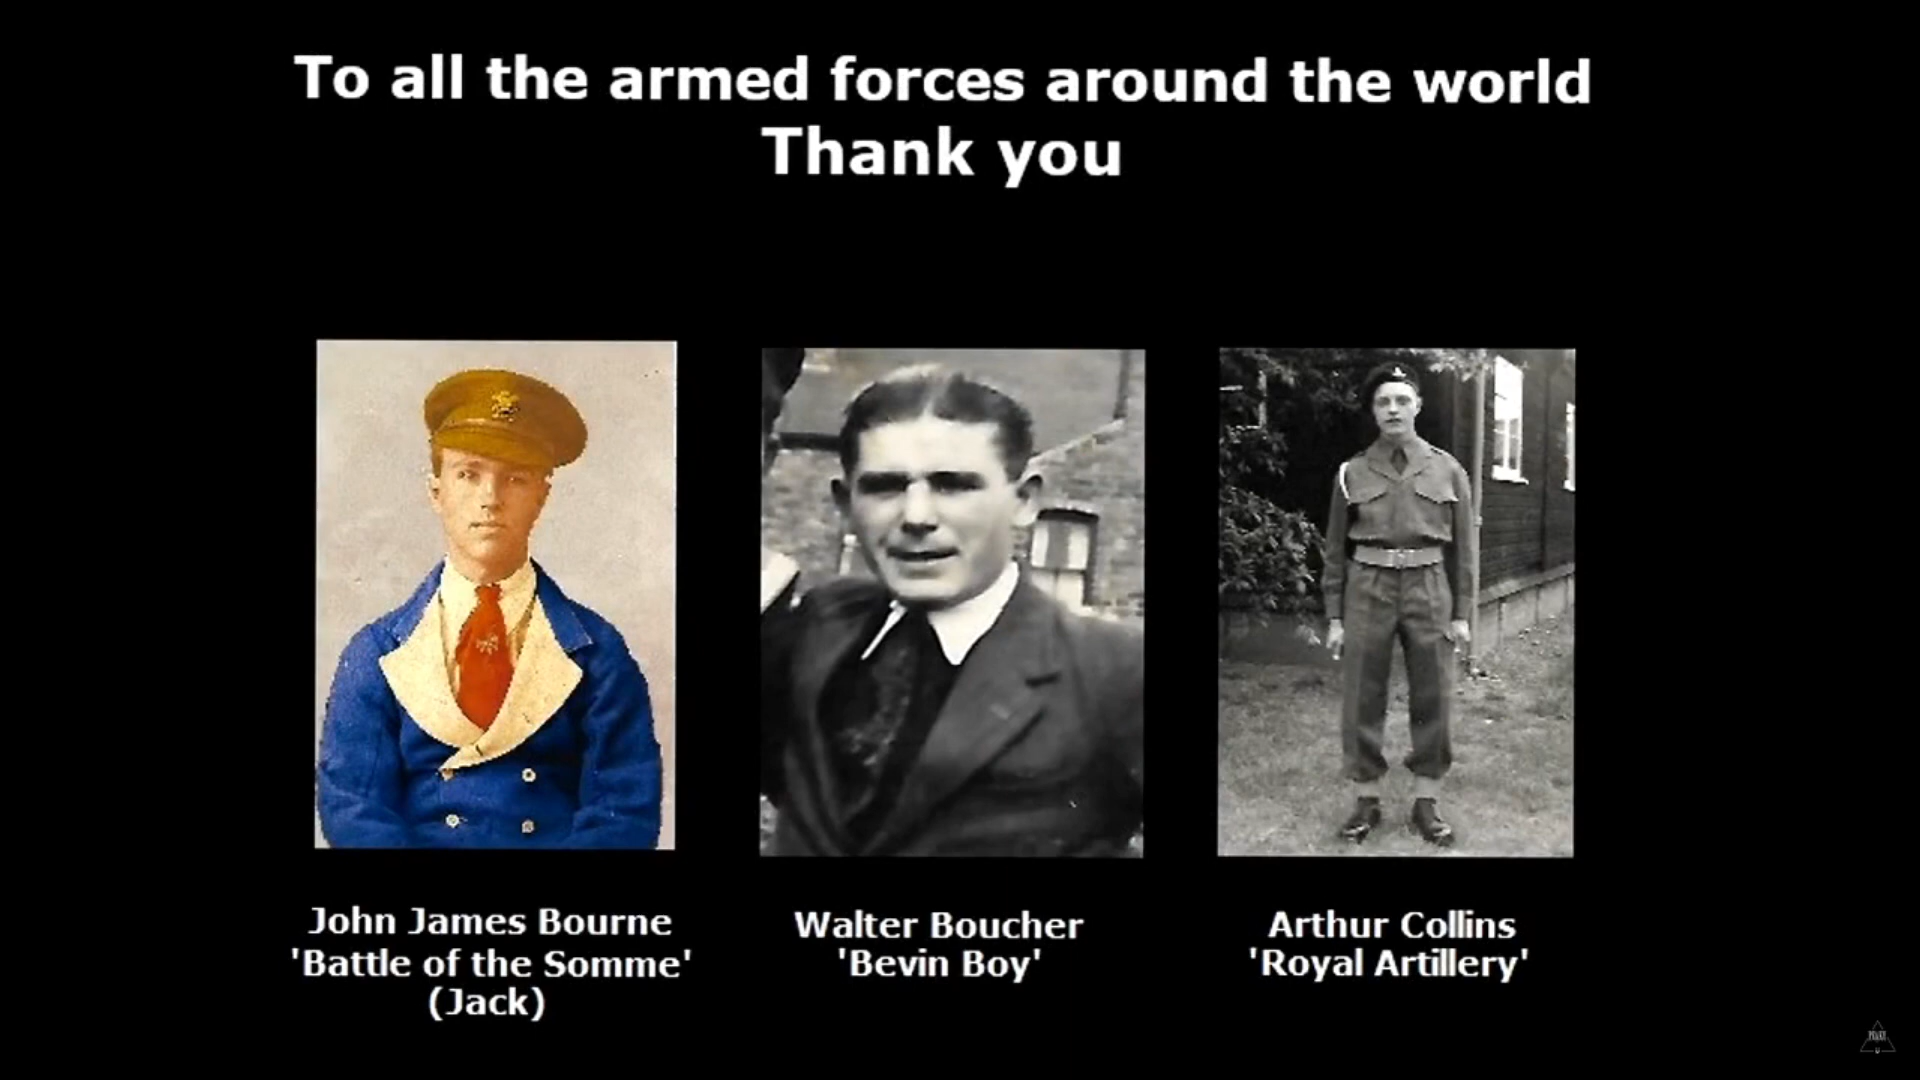 To all the armed forces around the world
Thank you
John James Bourne
'Battle of the Somme'
(Jack)
Walter Boucher
'Bevin Boy'
Arthur Collins
'Royal Artillery'